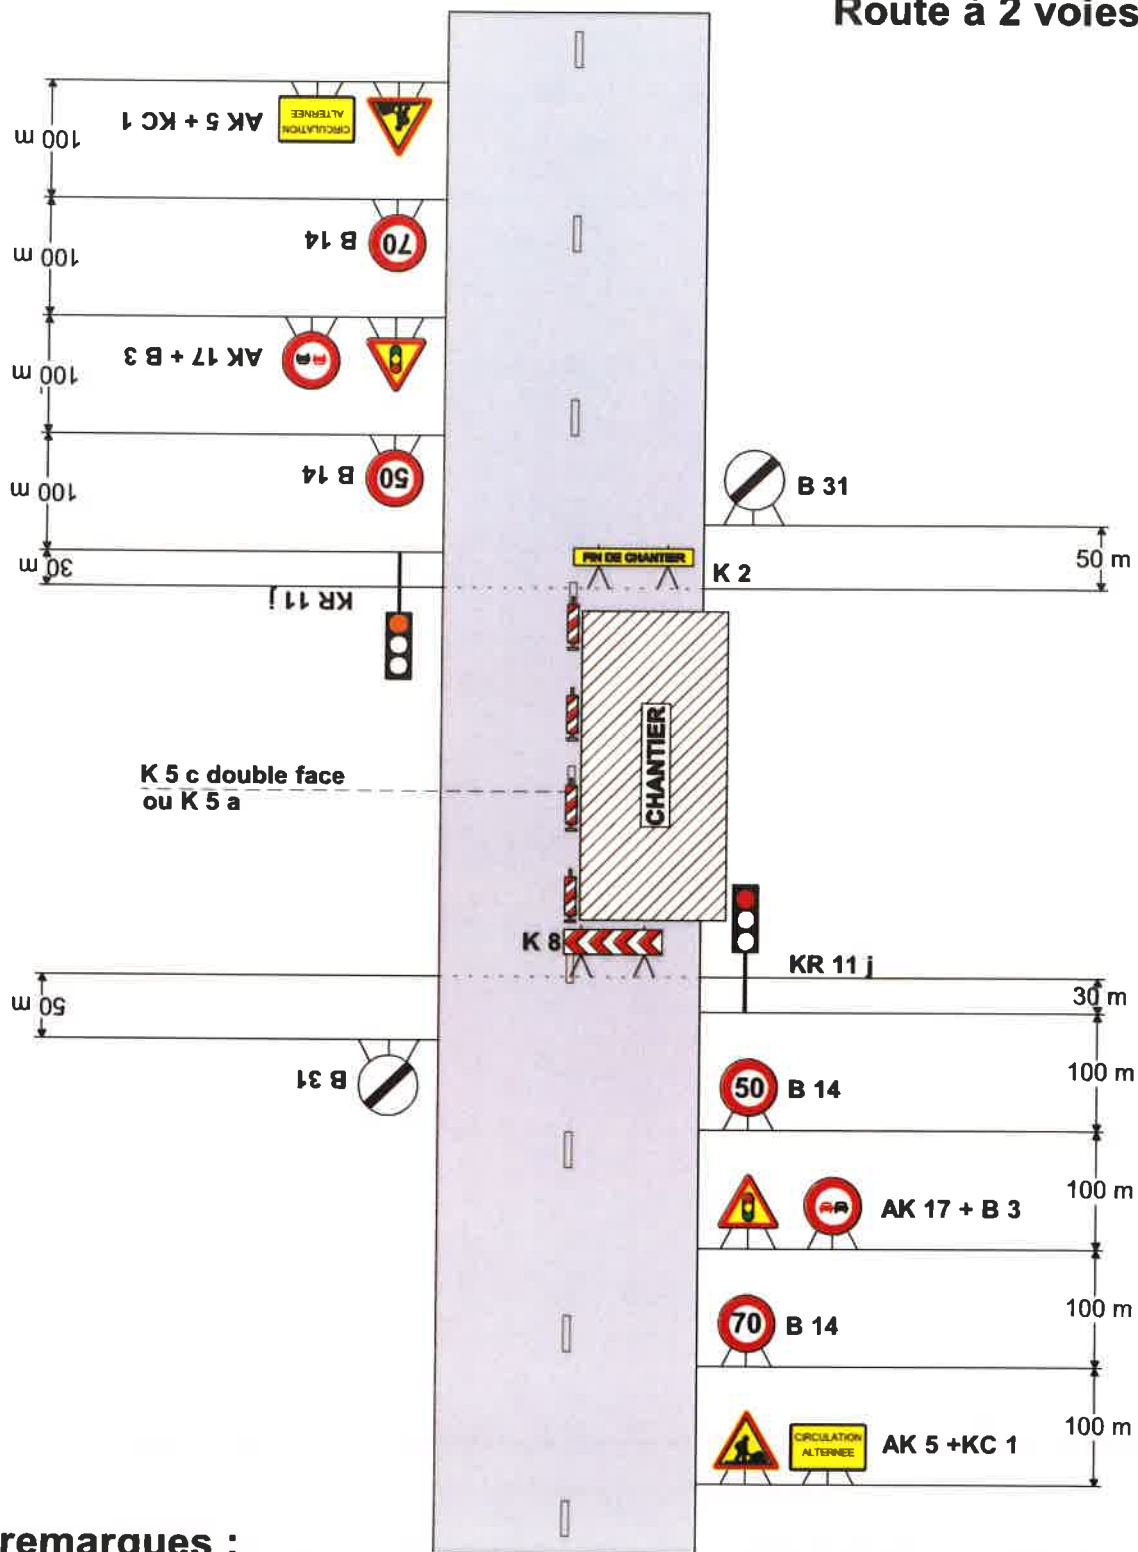 Route à 2 voies
100 m
CIRCULATION
ALTERNEE
AK 5 + KC 1
100 m
70
B 14
100 m
AK 17 + B 3
100 m
50
B 14
30 m
KR 11 j
B 31
50 m
FIN DE CHANTIER
K 2
CHANTIER
K 5 c double face
ou K 5 a
K 8
KR 11 j
30 m
50 m
B 31
50
B 14
100 m
AK 17 + B 3
100 m
70
B 14
100 m
CIRCULATION
ALTERNEE
AK 5 +KC 1
100 m
remarques :